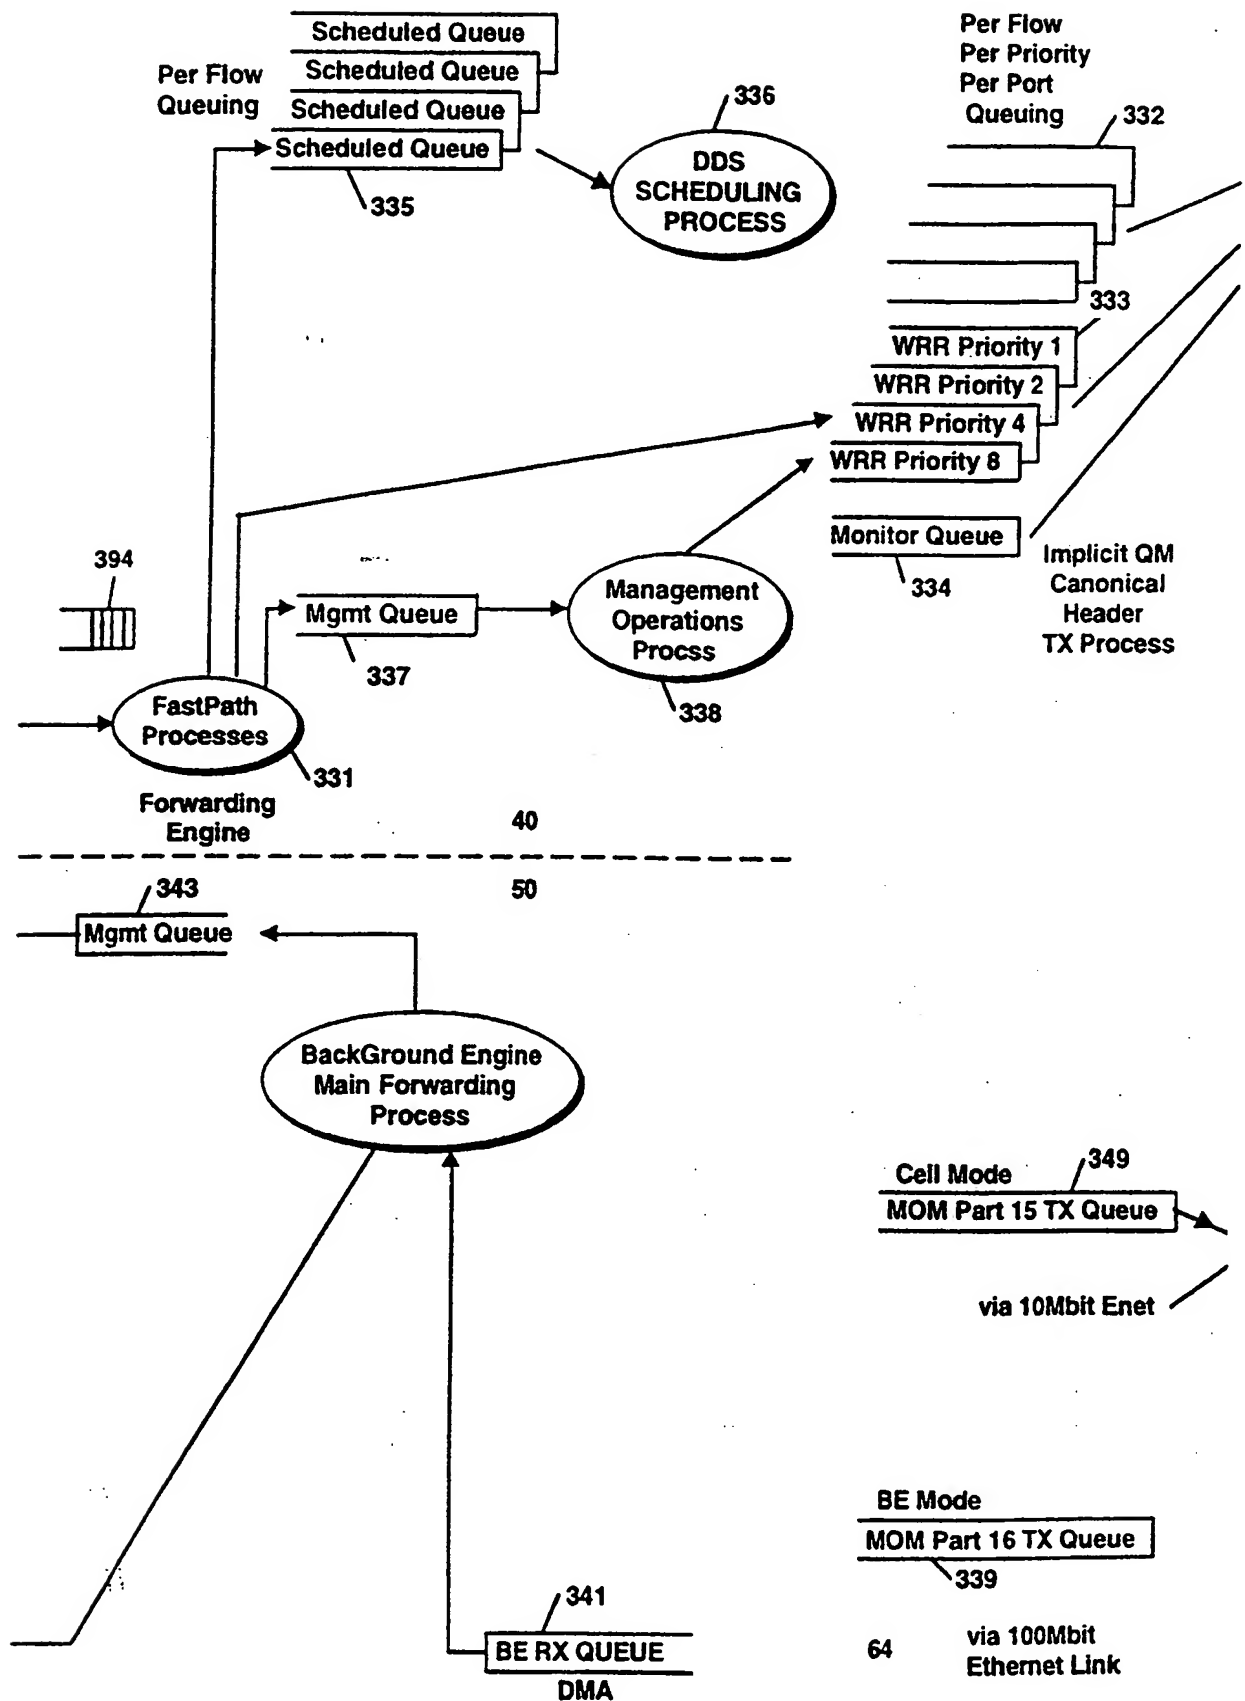 Scheduled Queue
Scheduled Queue
Scheduled Queue
Scheduled Queue
Per Flow
Queuing
335
336
DDS
SCHEDULING
PROCESS
Per Flow
Per Priority
Per Port
Queuing
332
333
WRR Priority 1
WRR Priority 2
WRR Priority 4
WRR Priority 8
Monitor Queue
334
Implicit QM
Canonical
Header
TX Process
394
Mgmt Queue
337
Management
Operations
Procss
338
FastPath
Processes
331
Forwarding
Engine
40
50
343
Mgmt Queue
BackGround Engine
Main Forwarding
Process
Cell Mode
349
MOM Part 15 TX Queue
via 10Mbit Enet
BE Mode
MOM Part 16 TX Queue
339
341
BE RX QUEUE
DMA
64
via 100Mbit
Ethernet Link